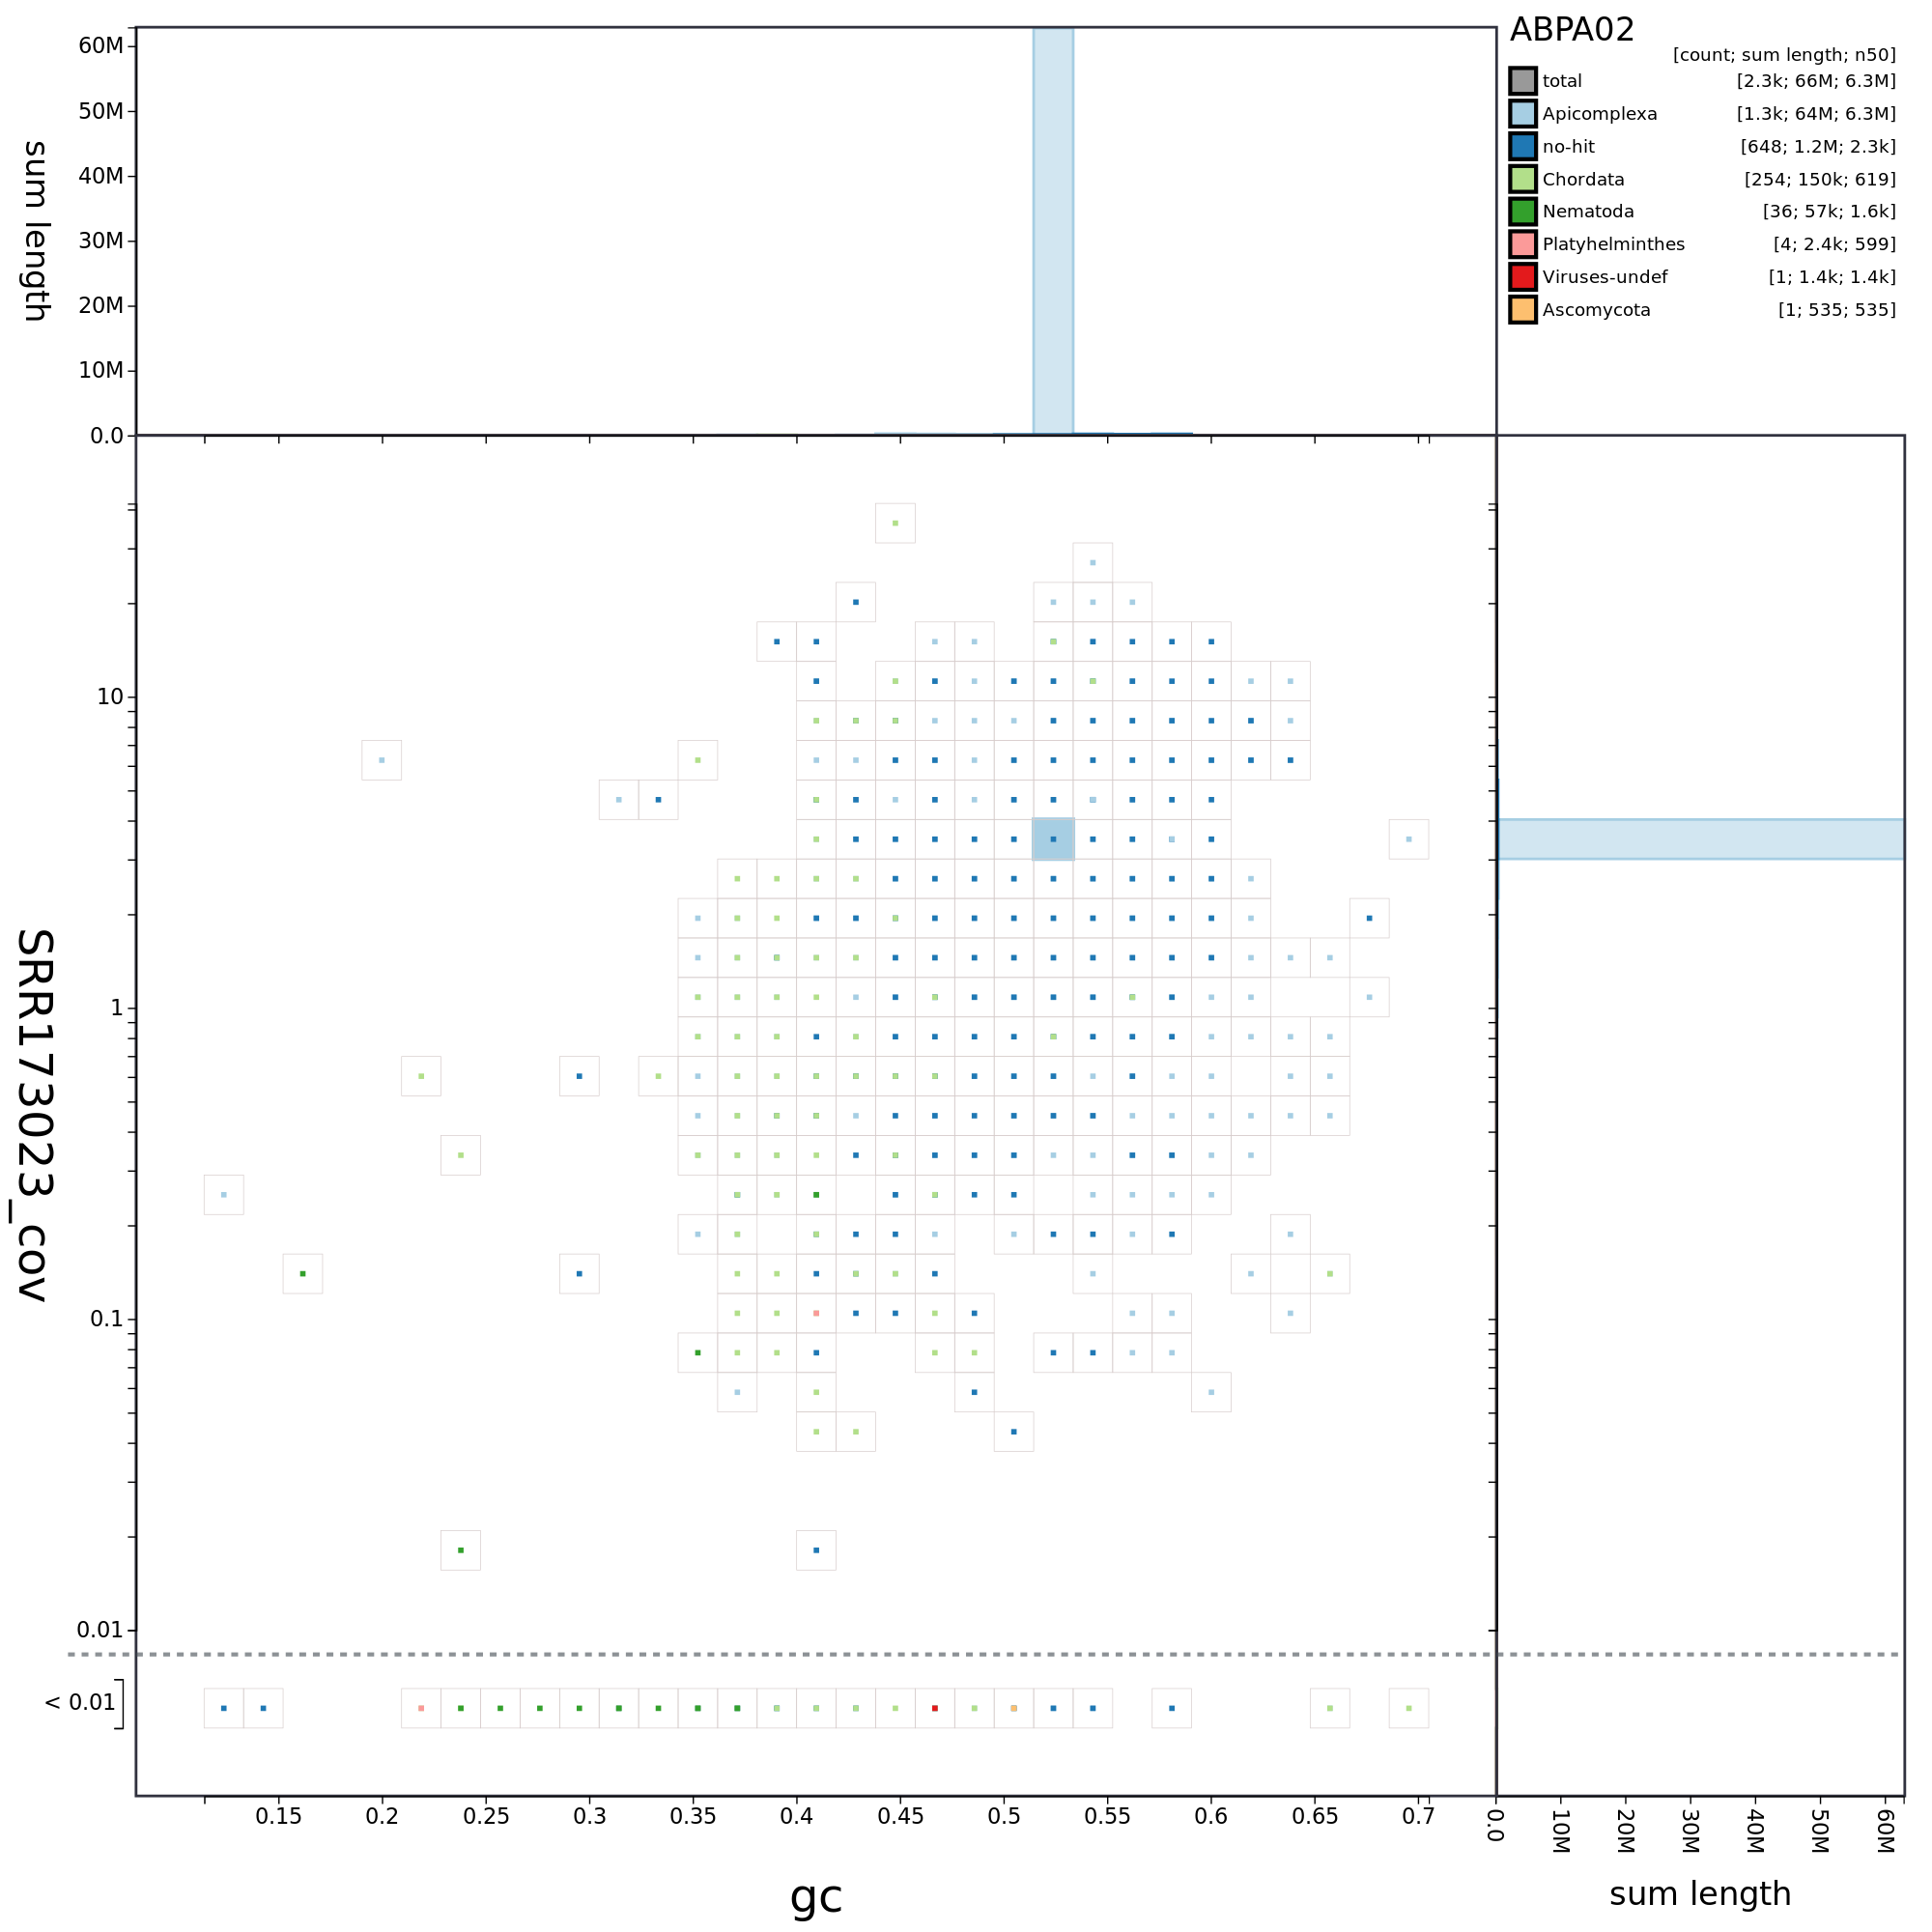 ABPA02
[count; sum length; n50]
total [2.3k; 66M; 6.3M]
Apicomplexa [1.3k; 64M; 6.3M]
no-hit [648; 1.2M; 2.3k]
Chordata [254; 150k; 619]
Nematoda [36; 57k; 1.6k]
Platyhelminthes [4; 2.4k; 599]
Viruses-undef [1; 1.4k; 1.4k]
Ascomycota [1; 535; 535]
sum length
60M
50M
40M
30M
20M
10M
0.0
SRR173023_cov
10
1
0.1
0.01
< 0.01
0.15 0.2 0.25 0.3 0.35 0.4 0.45 0.5 0.55 0.6 0.65 0.7
gc
0.0 10M 20M 30M 40M 50M 60M
sum length